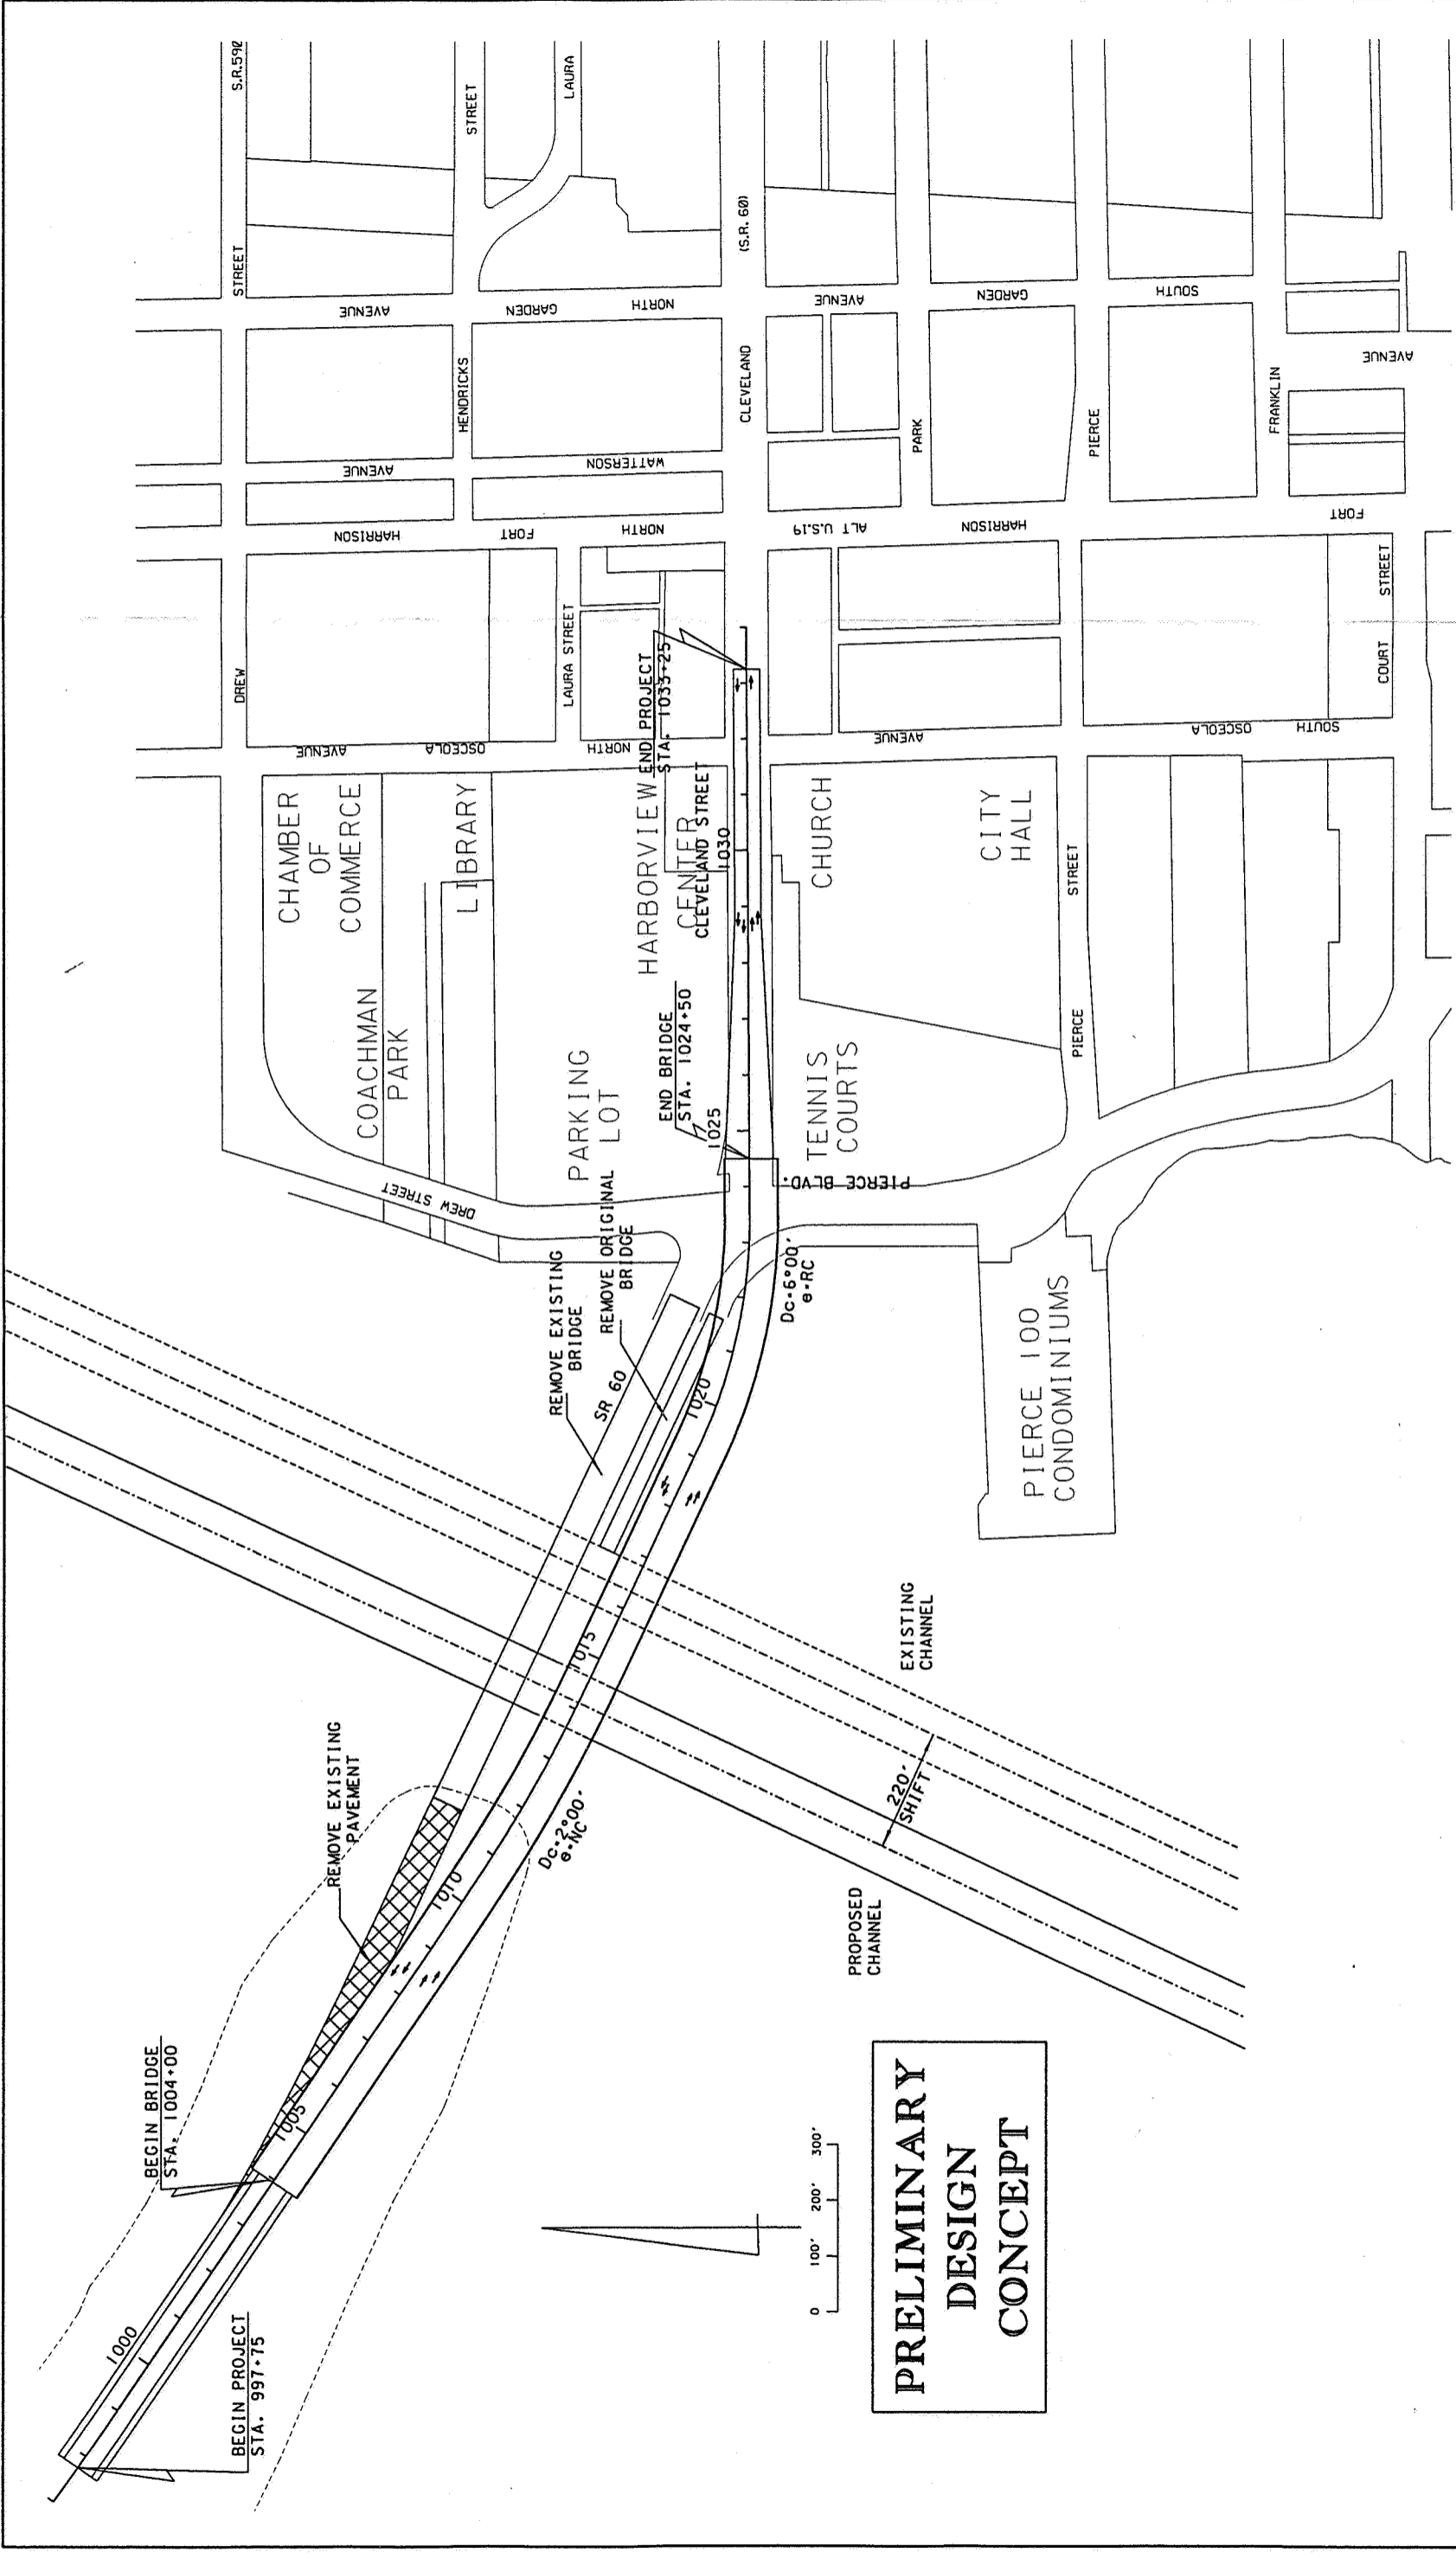 BEGIN PROJECT
STA. 997+75
1000
BEGIN BRIDGE
STA. 1004+00
1005
REMOVE EXISTING
PAVEMENT
1010
Dc=2°00'
e=NC
1015
PROPOSED
CHANNEL
220'
SHIFT
EXISTING
CHANNEL
REMOVE EXISTING
BRIDGE
REMOVE ORIGINAL
BRIDGE
SR 60
1020
Dc=6°00'
e=RC
END BRIDGE
STA. 1024+50
1025
1030
CLEVELAND STREET
END PROJECT
STA. 1033+25
DREW STREET
PIERCE BLVD.
COACHMAN
PARK
CHAMBER
OF
COMMERCE
LIBRARY
PARKING
LOT
HARBORVIEW
CENTER
TENNIS
COURTS
CHURCH
CITY
HALL
PIERCE 100
CONDOMINIUMS
PIERCE
STREET
DREW
STREET
S.R.590
AVENUE
OSCEOLA
NORTH
LAURA STREET
AVENUE
OSCEOLA
SOUTH
COURT
STREET
HARRISON
FORT
NORTH
ALT U.S.19
HARRISON
FORT
AVENUE
WATTERSON
HENDRICKS
STREET
LAURA
CLEVELAND
(S.R. 60)
PARK
PIERCE
FRANKLIN
AVENUE
GARDEN
NORTH
AVENUE
GARDEN
SOUTH
AVENUE
0
100'
200'
300'
PRELIMINARY
DESIGN
CONCEPT